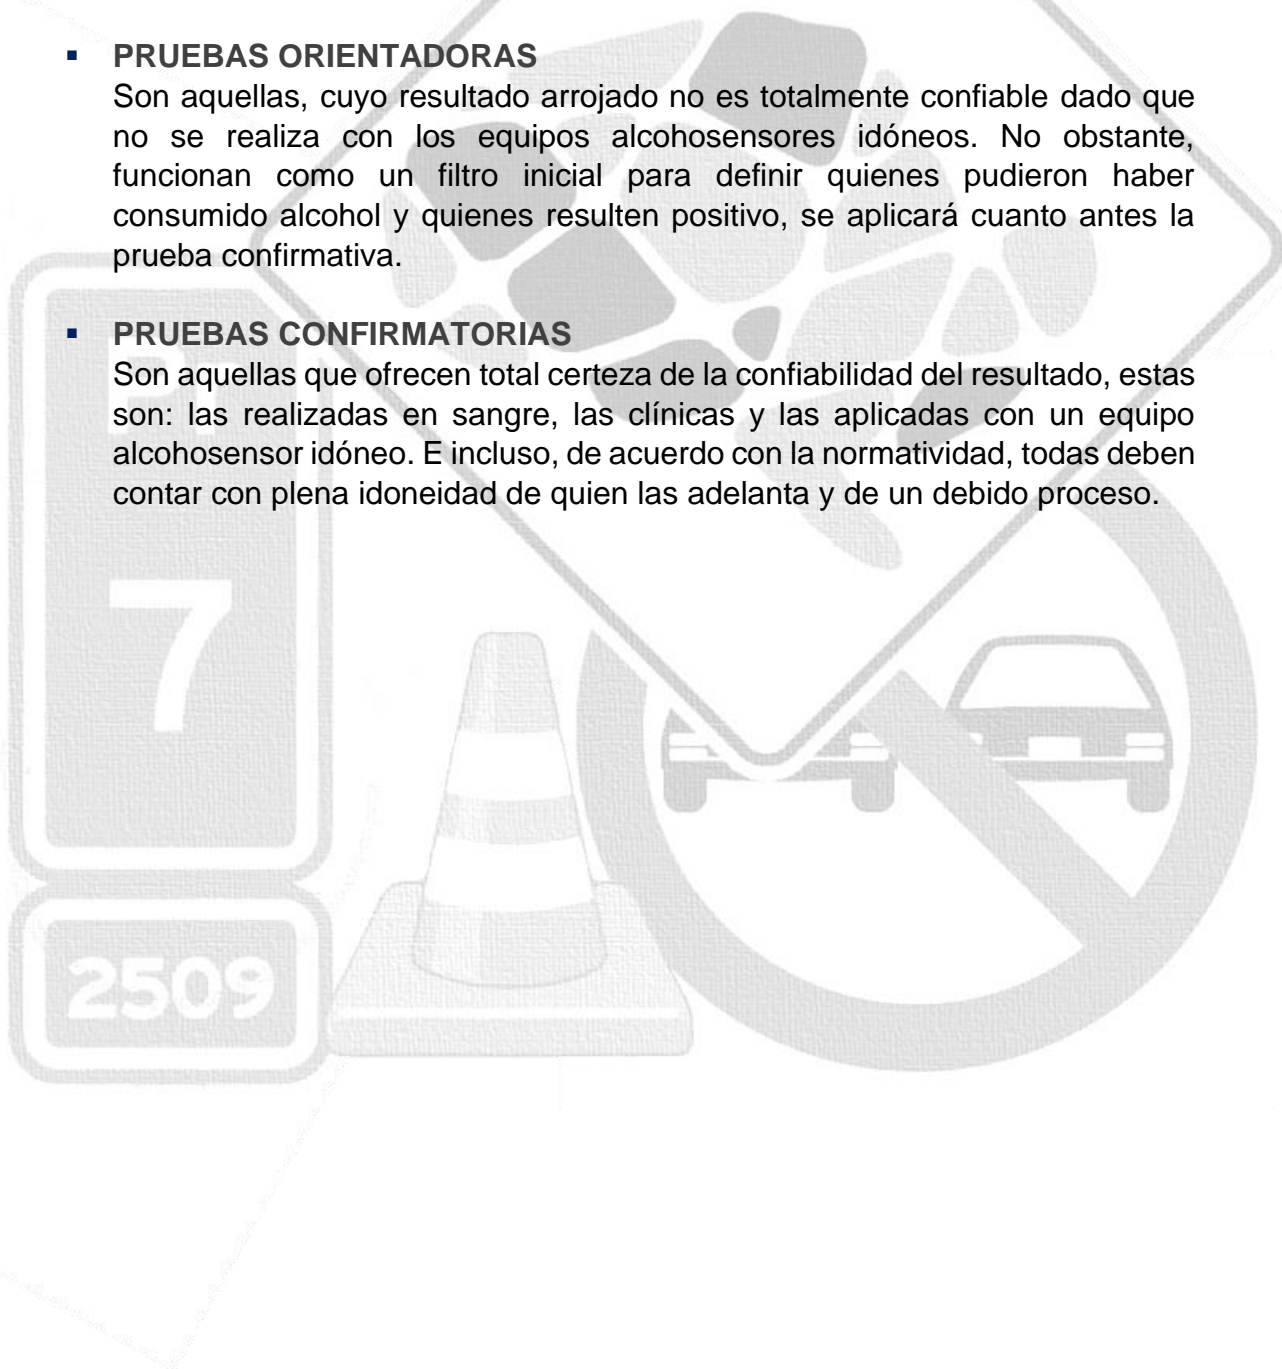 ▪ PRUEBAS ORIENTADORAS
Son aquellas, cuyo resultado arrojado no es totalmente confiable dado que
no se realiza con los equipos alcohosensores idóneos. No obstante,
funcionan como un filtro inicial para definir quienes pudieron haber
consumido alcohol y quienes resulten positivo, se aplicará cuanto antes la
prueba confirmativa.
▪ PRUEBAS CONFIRMATORIAS
Son aquellas que ofrecen total certeza de la confiabilidad del resultado, estas
son: las realizadas en sangre, las clínicas y las aplicadas con un equipo
alcohosensor idóneo. E incluso, de acuerdo con la normatividad, todas deben
contar con plena idoneidad de quien las adelanta y de un debido proceso.
7
2509